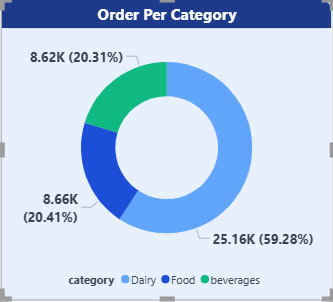 Order Per Category
8.62K (20.31%)
8.66K
(20.41%)
25.16K (59.28%)
category Dairy Food beverages